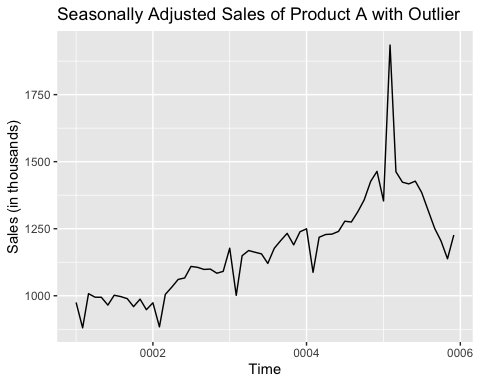 Seasonally Adjusted Sales of Product A with Outlier
Sales (in thousands)
1750
1500
1250
1000
0002
0004
0006
Time